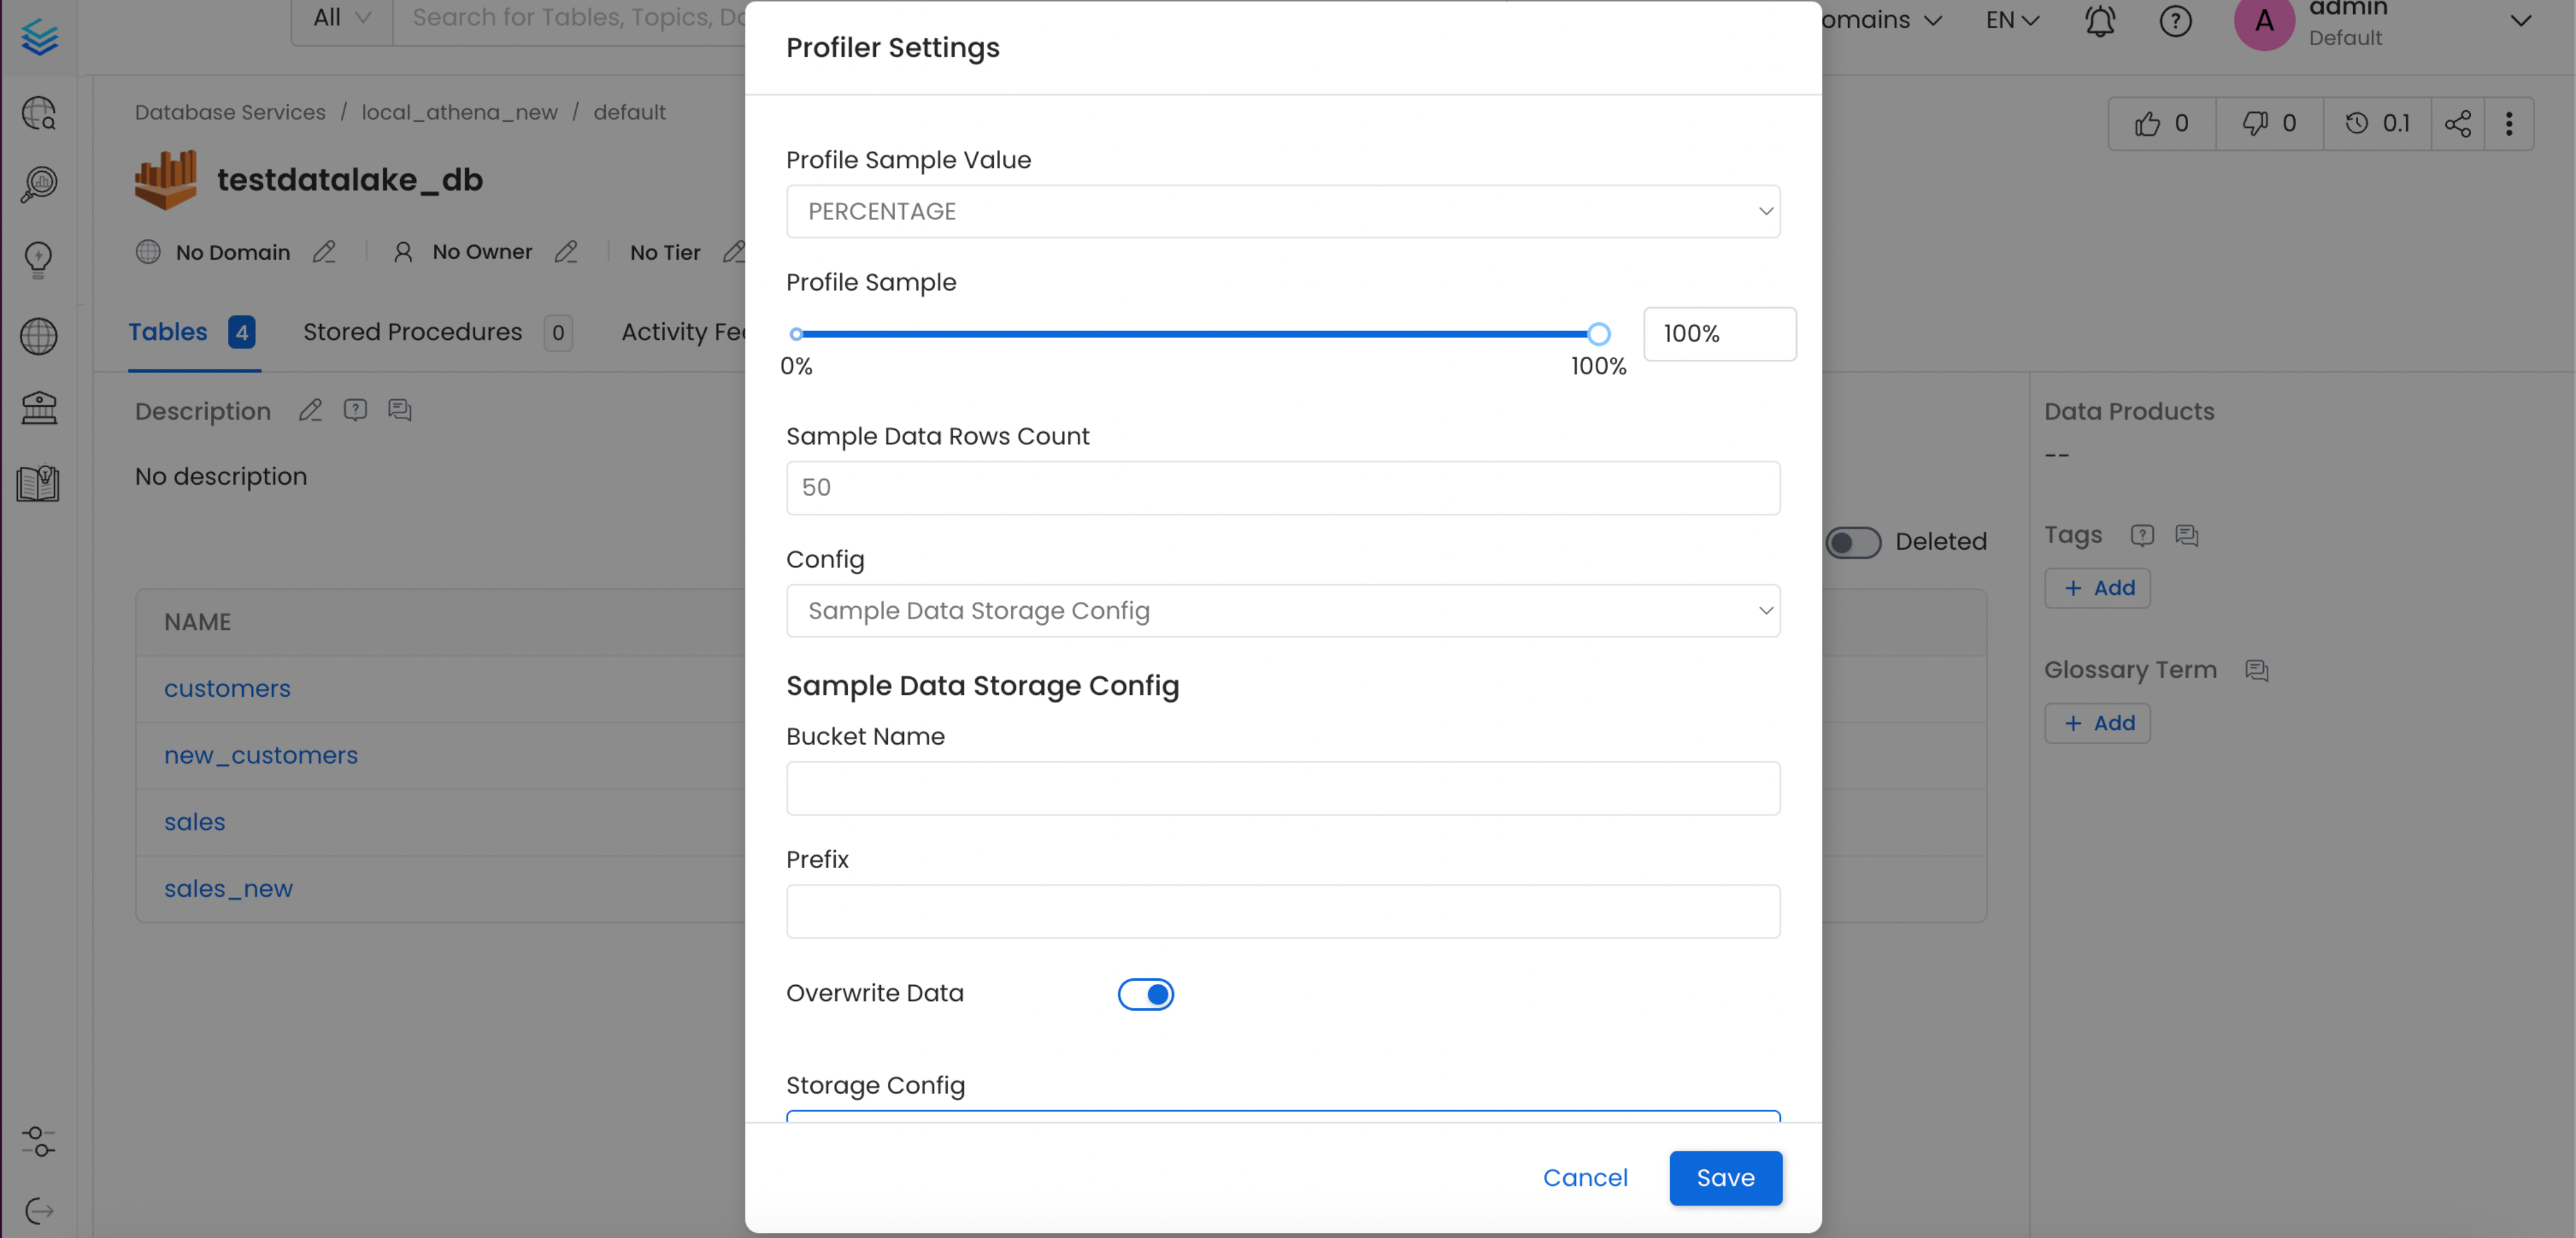 All
Search for Tables, Topics, Da
omains
EN
A
admin
Default
Database Services / local_athena_new / default
testdatalake_db
0
0
0.1
No Domain
No Owner
No Tier
Tables 4
Stored Procedures 0
Activity Fee
Description
No description
Deleted
NAME
customers
new_customers
sales
sales_new
Data Products
--
Tags
+ Add
Glossary Term
+ Add
Profiler Settings
Profile Sample Value
PERCENTAGE
Profile Sample
100%
0%
100%
Sample Data Rows Count
50
Config
Sample Data Storage Config
Sample Data Storage Config
Bucket Name
Prefix
Overwrite Data
Storage Config
Cancel
Save